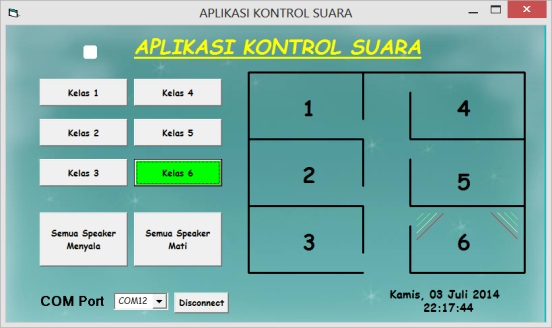 APLIKASI KONTROL SUARA
APLIKASI KONTROL SUARA
Kelas 1
Kelas 4
Kelas 2
Kelas 5
Kelas 3
Kelas 6
Semua Speaker
Menyala
Semua Speaker
Mati
1
4
2
5
3
6
COM Port
COM12
Disconnect
Kamis, 03 Juli 2014
22:17:44